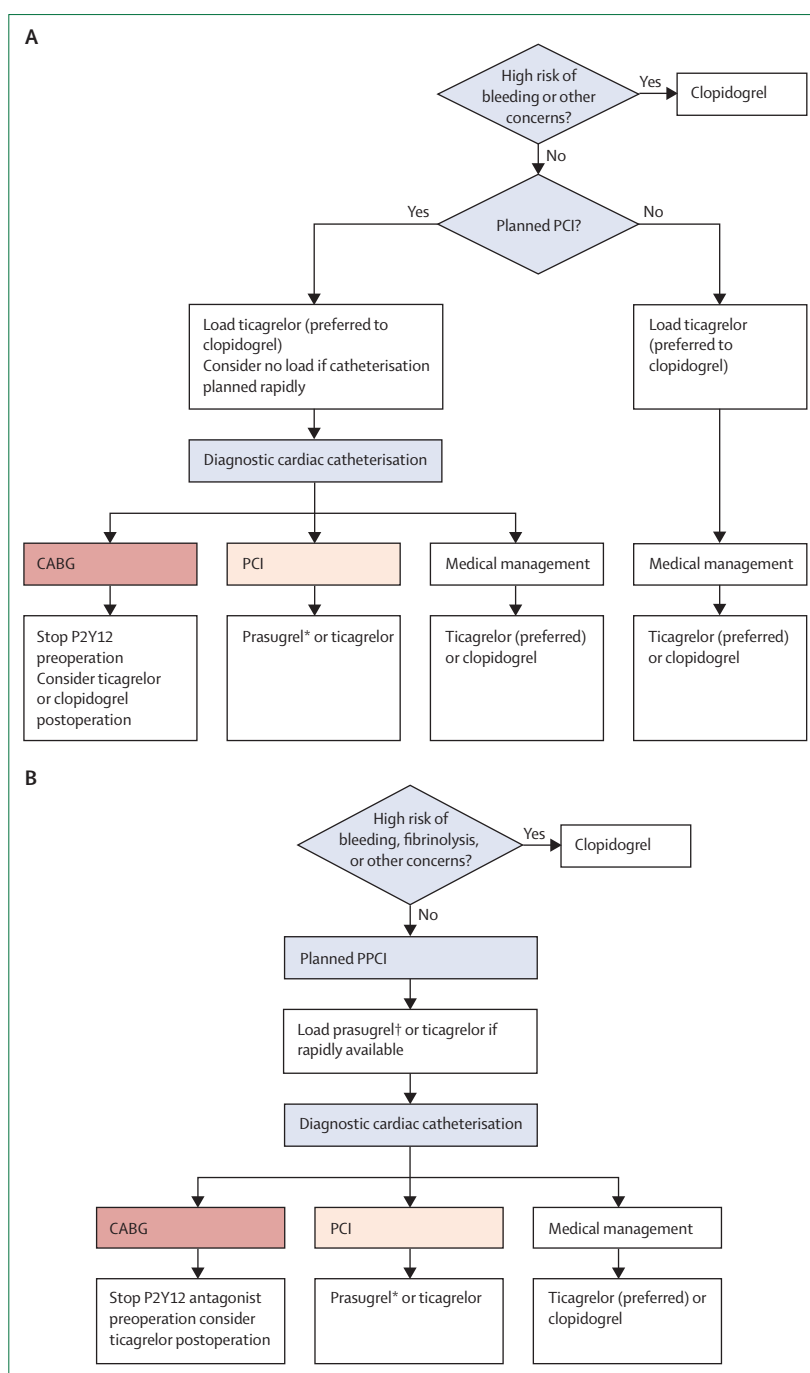 A
High risk of
bleeding or other
concerns?
Yes
Clopidogrel
No
Planned PCI?
Yes
No
Load ticagrelor (preferred to
clopidogrel)
Consider no load if catheterisation
planned rapidly
Load ticagrelor
(preferred to
clopidogrel)
Diagnostic cardiac catheterisation
CABG
PCI
Medical management
Medical management
Stop P2Y12
preoperation
Consider ticagrelor
or clopidogrel
postoperation
Prasugrel* or ticagrelor
Ticagrelor (preferred)
or clopidogrel
Ticagrelor (preferred)
or clopidogrel
B
High risk of
bleeding, fibrinolysis,
or other concerns?
Yes
Clopidogrel
No
Planned PPCI
Load prasugrel† or ticagrelor if
rapidly available
Diagnostic cardiac catheterisation
CABG
PCI
Medical management
Stop P2Y12 antagonist
preoperation consider
ticagrelor postoperation
Prasugrel* or ticagrelor
Ticagrelor (preferred) or
clopidogrel